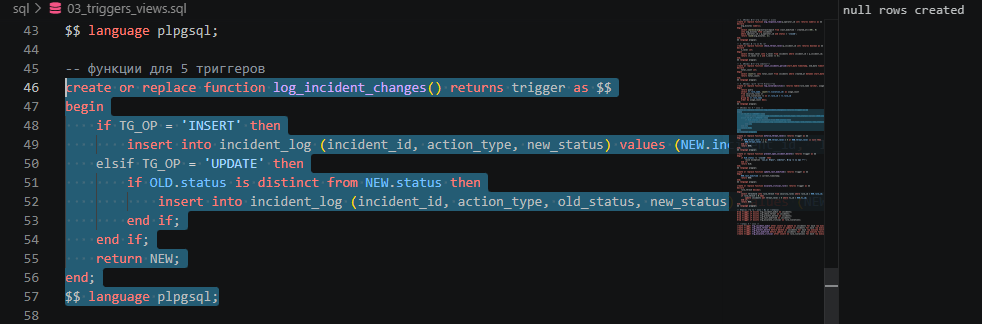 sql > 03_triggers_views.sql
null rows created
43 $$ language plpgsql;
44
45 -- функции для 5 триггеров
46 create or replace function log_incident_changes() returns trigger as $$
47 begin
48 if TG_OP = 'INSERT' then
49 insert into incident_log (incident_id, action_type, new_status) values (NEW.in
50 elsif TG_OP = 'UPDATE' then
51 if OLD.status is distinct from NEW.status then
52 insert into incident_log (incident_id, action_type, old_status, new_status
53 end if;
54 end if;
55 return NEW;
56 end;
57 $$ language plpgsql;
58